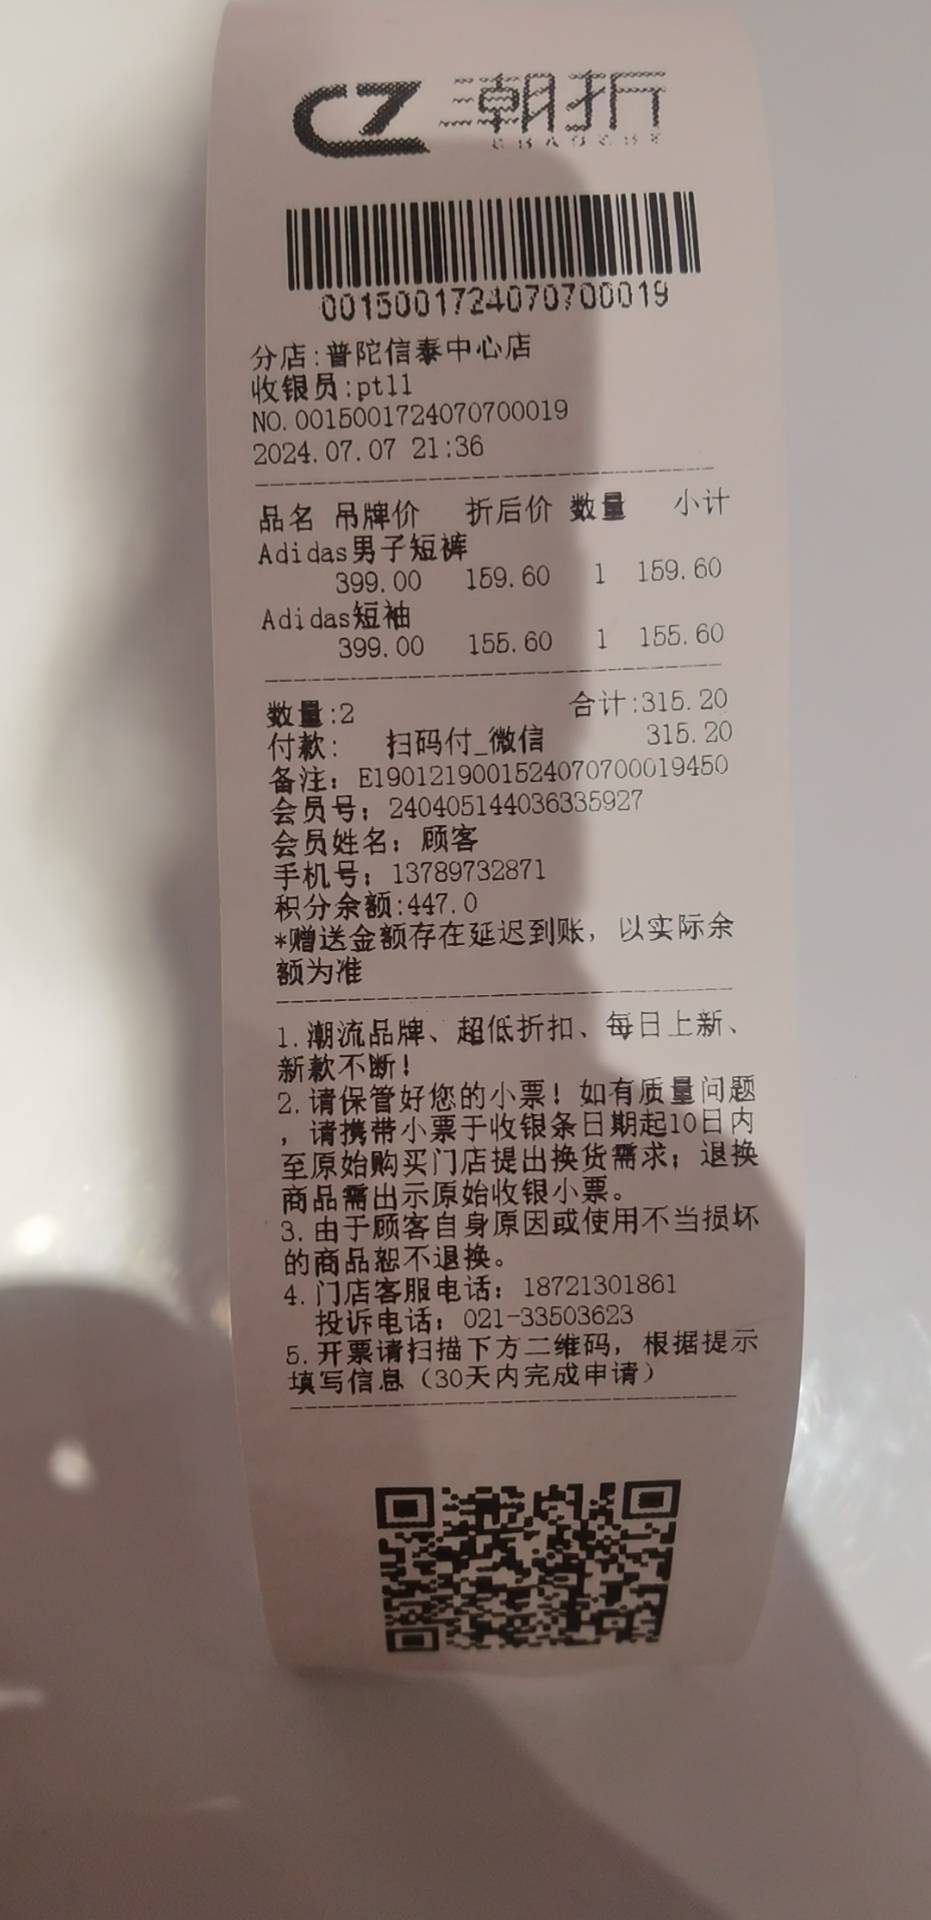 CZ 潮折
CHAOZHE
0015001724070700019
分店:普陀信泰中心店
收银员:pt11
NO.0015001724070700019
2024.07.07 21:36
品名 吊牌价 折后价 数量 小计
Adidas男子短裤
399.00 159.60 1 159.60
Adidas短袖
399.00 155.60 1 155.60
数量:2 合计:315.20
付款: 扫码付_微信 315.20
备注: E1901219001524070700019450
会员号: 240405144036335927
会员姓名: 顾客
手机号: 13789732871
积分余额:447.0
*赠送金额存在延迟到账，以实际余
额为准
1.潮流品牌、超低折扣、每日上新、
新款不断!
2.请保管好您的小票! 如有质量问题
，请携带小票于收银条日期起10日内
至原始购买门店提出换货需求; 退换
商品需出示原始收银小票。
3.由于顾客自身原因或使用不当损坏
的商品恕不退换。
4.门店客服电话: 18721301861
投诉电话: 021-33503623
5.开票请扫描下方二维码，根据提示
填写信息（30天内完成申请）